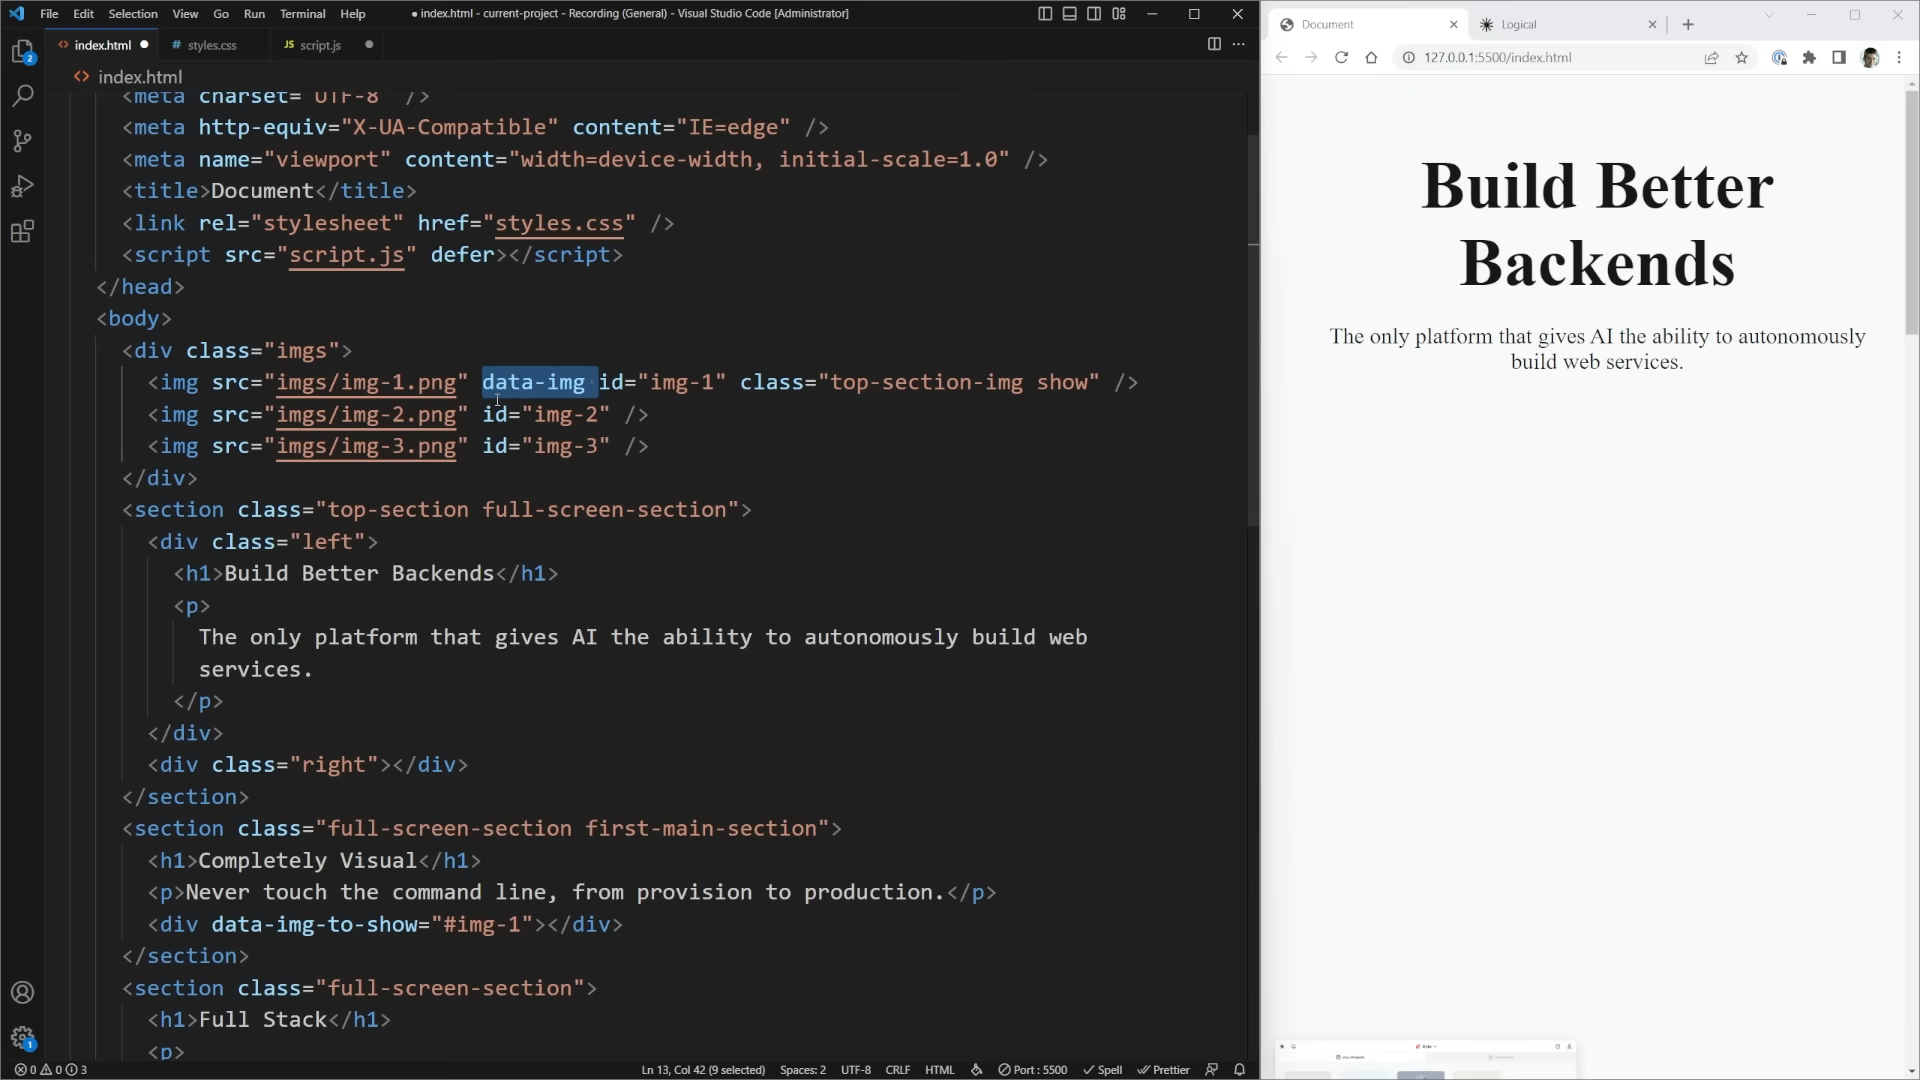 File Edit Selection View Go Run Terminal Help
● index.html - current-project - Recording (General) - Visual Studio Code [Administrator]
index.html
# styles.css
JS script.js
<> index.html
<meta charset="UTF-8" />
<meta http-equiv="X-UA-Compatible" content="IE=edge" />
<meta name="viewport" content="width=device-width, initial-scale=1.0" />
<title>Document</title>
<link rel="stylesheet" href="styles.css" />
<script src="script.js" defer></script>
</head>
<body>
<div class="imgs">
<img src="imgs/img-1.png" data-img id="img-1" class="top-section-img show" />
<img src="imgs/img-2.png" id="img-2" />
<img src="imgs/img-3.png" id="img-3" />
</div>
<section class="top-section full-screen-section">
<div class="left">
<h1>Build Better Backends</h1>
<p>
The only platform that gives AI the ability to autonomously build web
services.
</p>
</div>
<div class="right"></div>
</section>
<section class="full-screen-section first-main-section">
<h1>Completely Visual</h1>
<p>Never touch the command line, from provision to production.</p>
<div data-img-to-show="#img-1"></div>
</section>
<section class="full-screen-section">
<h1>Full Stack</h1>
<p>
2
1
0 0 3
Ln 13, Col 42 (9 selected) Spaces: 2 UTF-8 CRLF HTML Port : 5500 Spell Prettier
Document
Logical
127.0.0.1:5500/index.html
Build Better
Backends
The only platform that gives AI the ability to autonomously
build web services.